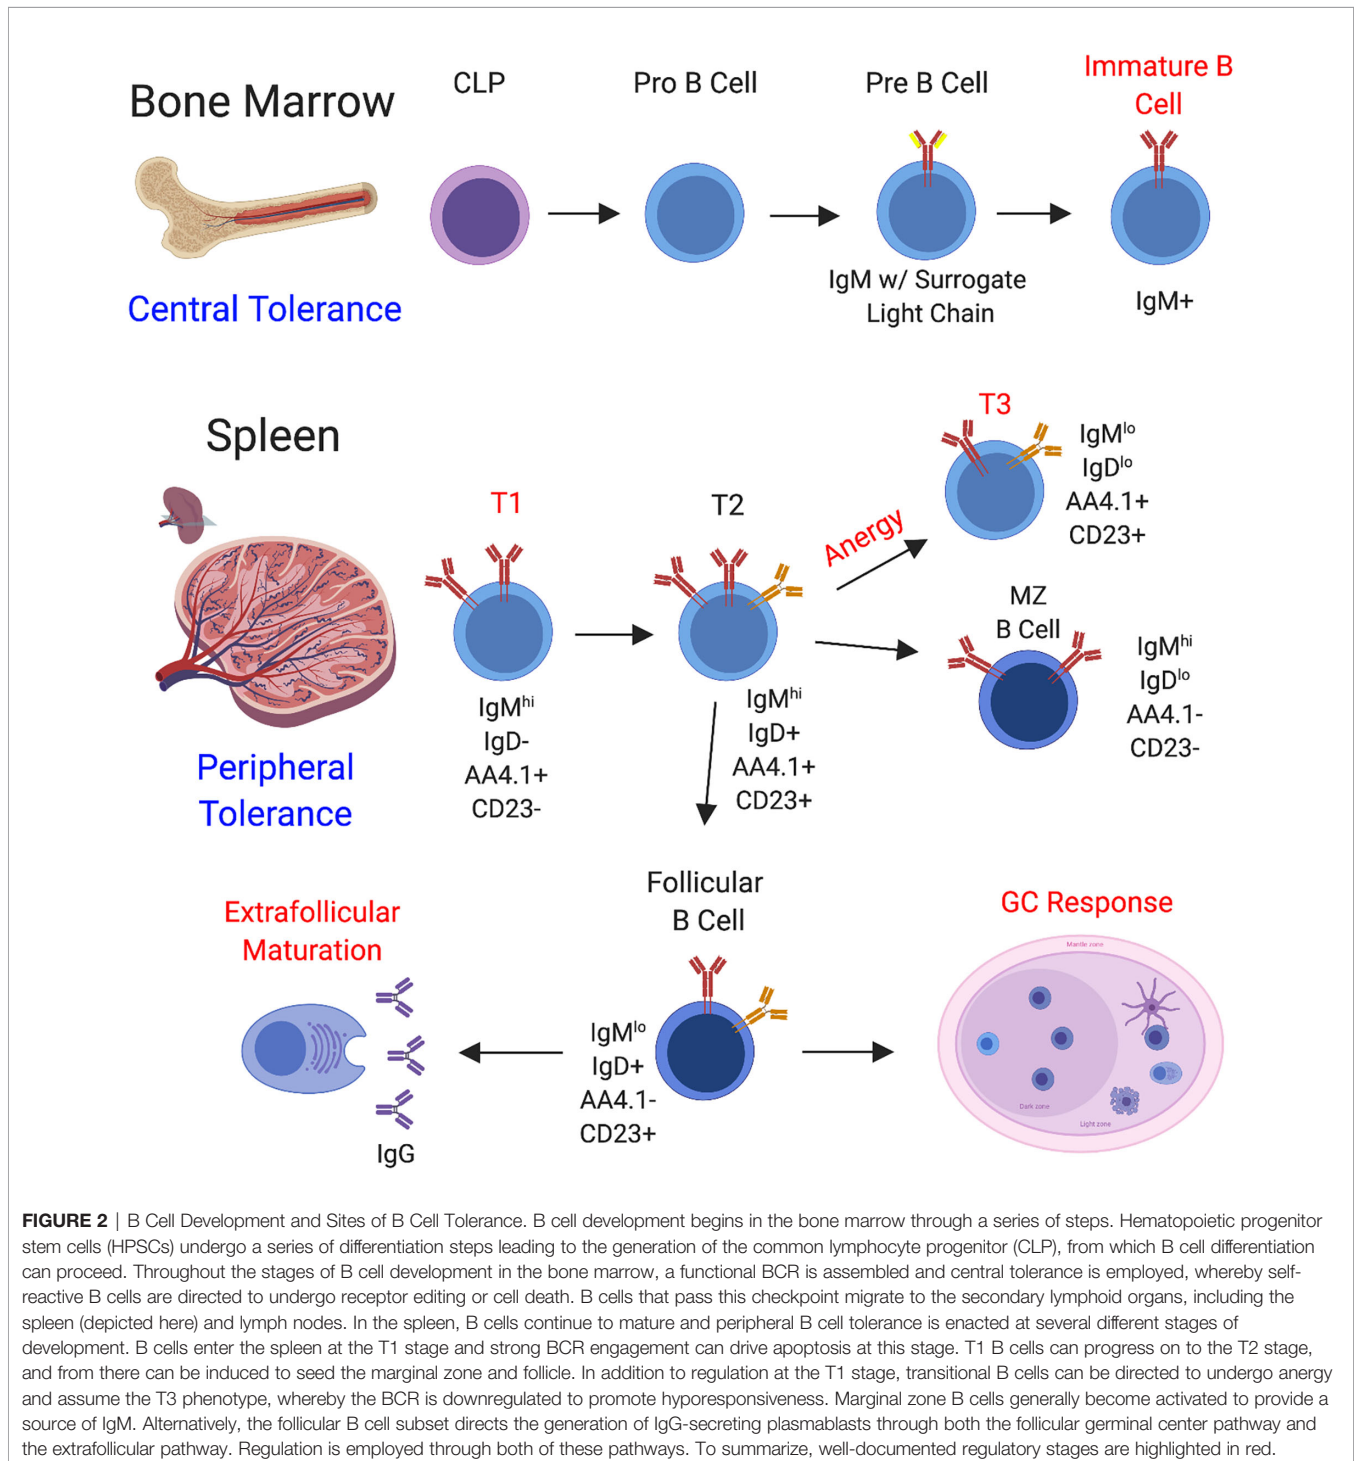 Bone Marrow
CLP
Pro B Cell
Pre B Cell
Immature B
Cell
Central Tolerance
IgM w/ Surrogate
Light Chain
IgM+
Spleen
T1
T2
Anergy
T3
IgMlo
IgDlo
AA4.1+
CD23+
MZ
B Cell
IgMhi
IgDlo
AA4.1-
CD23-
IgMhi
IgD-
AA4.1+
CD23-
IgMhi
IgD+
AA4.1+
CD23+
Peripheral
Tolerance
Extrafollicular
Maturation
IgG
Follicular
B Cell
IgMlo
IgD+
AA4.1-
CD23+
GC Response
Mantle zone
Dark zone
Light zone
FIGURE 2 | B Cell Development and Sites of B Cell Tolerance. B cell development begins in the bone marrow through a series of steps. Hematopoietic progenitor
stem cells (HPSCs) undergo a series of differentiation steps leading to the generation of the common lymphocyte progenitor (CLP), from which B cell differentiation
can proceed. Throughout the stages of B cell development in the bone marrow, a functional BCR is assembled and central tolerance is employed, whereby self-
reactive B cells are directed to undergo receptor editing or cell death. B cells that pass this checkpoint migrate to the secondary lymphoid organs, including the
spleen (depicted here) and lymph nodes. In the spleen, B cells continue to mature and peripheral B cell tolerance is enacted at several different stages of
development. B cells enter the spleen at the T1 stage and strong BCR engagement can drive apoptosis at this stage. T1 B cells can progress on to the T2 stage,
and from there can be induced to seed the marginal zone and follicle. In addition to regulation at the T1 stage, transitional B cells can be directed to undergo anergy
and assume the T3 phenotype, whereby the BCR is downregulated to promote hyporesponsiveness. Marginal zone B cells generally become activated to provide a
source of IgM. Alternatively, the follicular B cell subset directs the generation of IgG-secreting plasmablasts through both the follicular germinal center pathway and
the extrafollicular pathway. Regulation is employed through both of these pathways. To summarize, well-documented regulatory stages are highlighted in red.